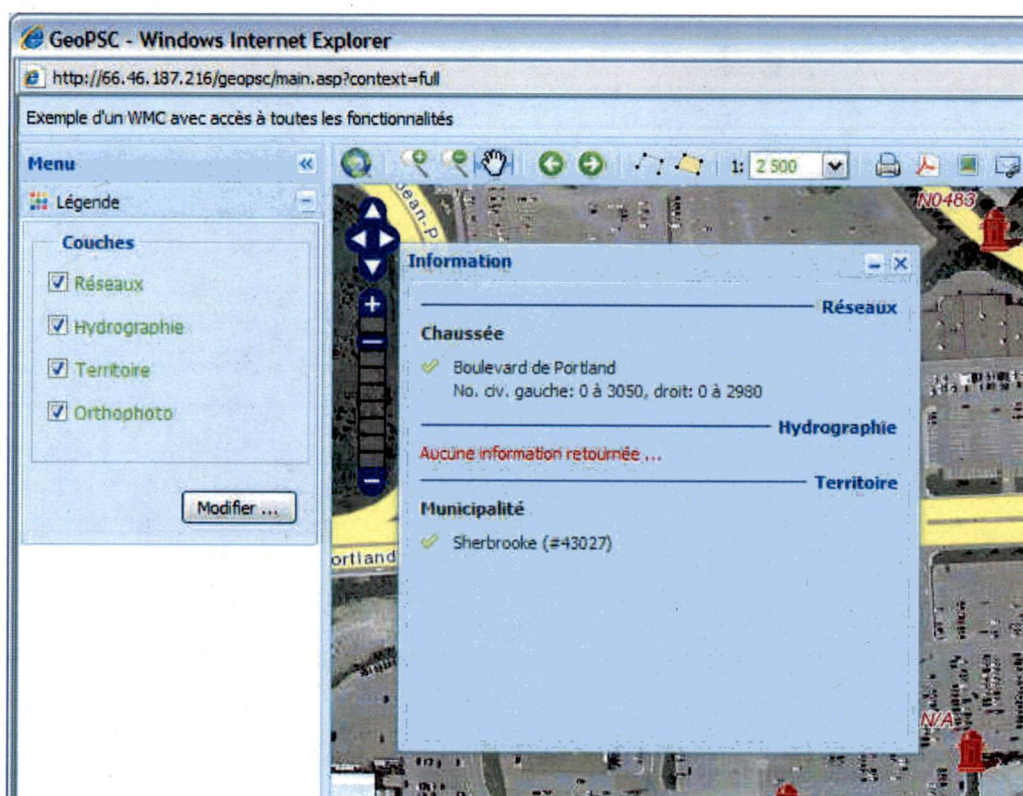 GeoPSC - Windows Internet Explorer
http://66.46.187.216/geopsc/main.asp?context=full
Exemple d'un WMC avec accès à toutes les fonctionnalités
Menu
1: 2 500
Légende
Couches
Réseaux
Hydrographie
Territoire
Orthophoto
Modifier ...
ean-P
N0483
Information
Réseaux
Chaussée
Boulevard de Portland
No. civ. gauche: 0 à 3050, droit: 0 à 2980
Hydrographie
Aucune information retournée ...
Territoire
Municipalité
Sherbrooke (#43027)
ortland
N/A